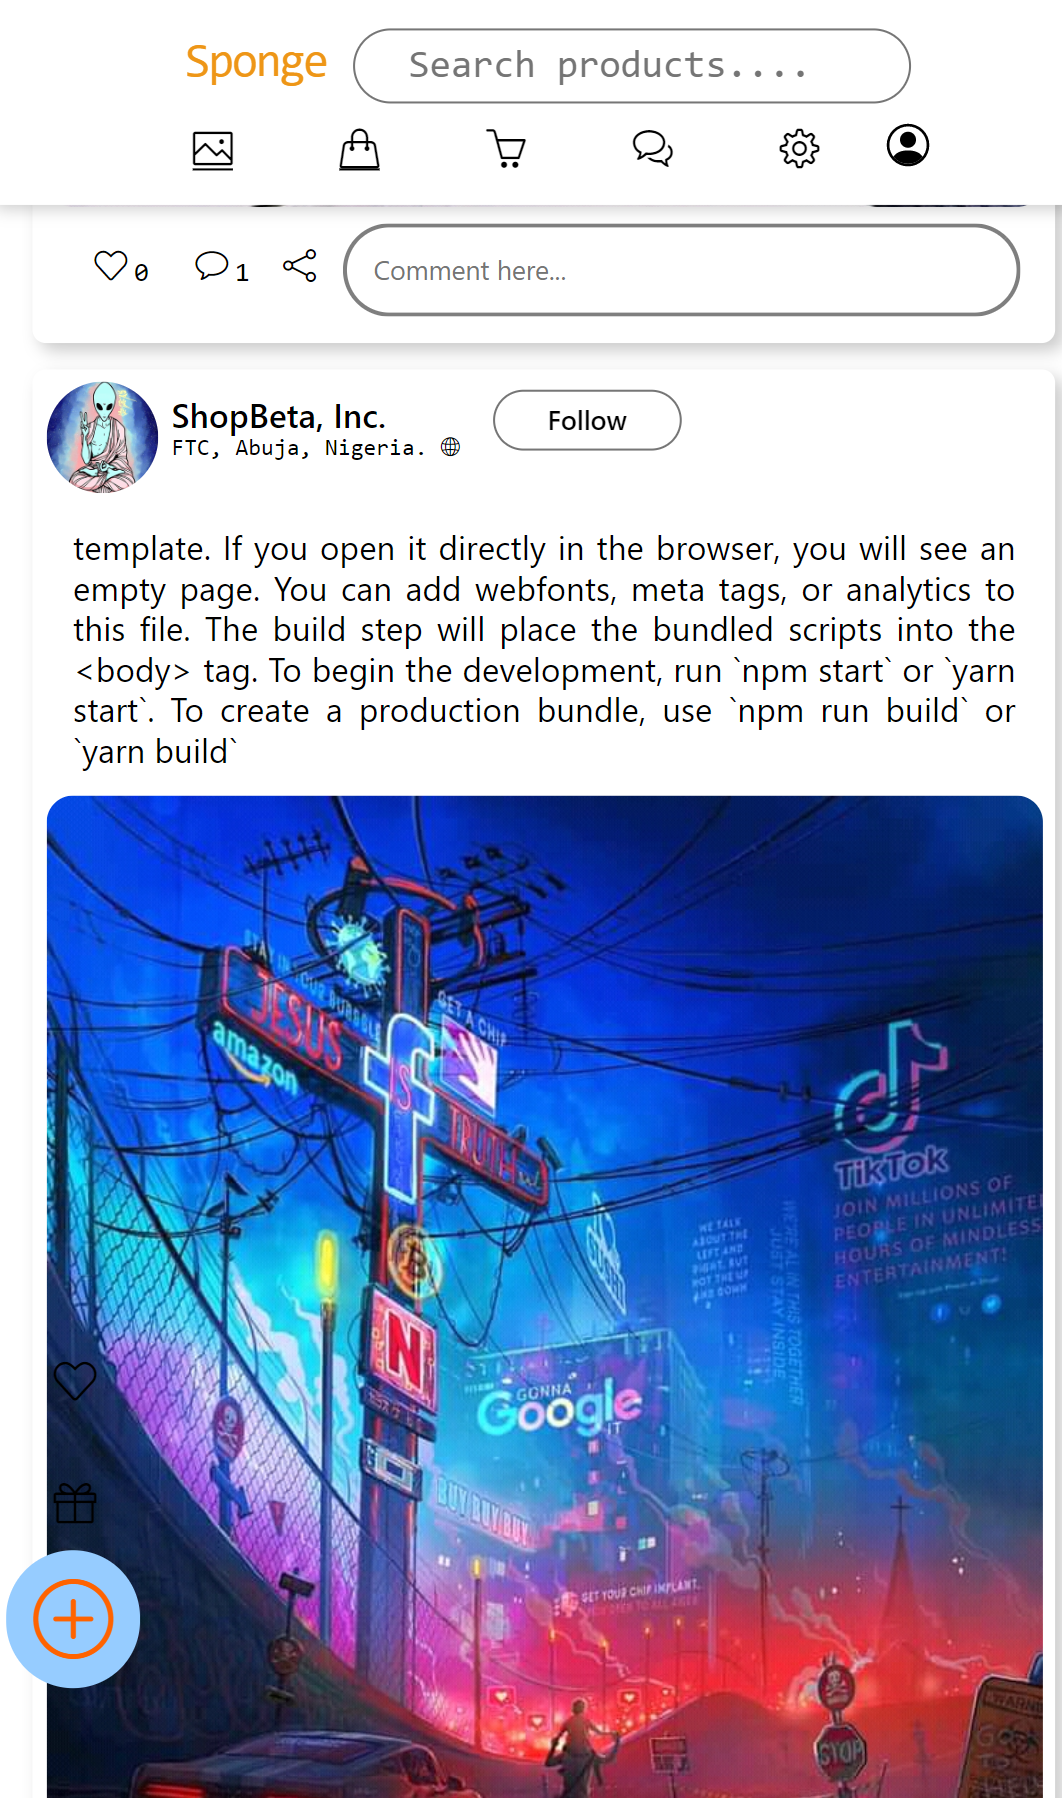 Sponge
Search products....
0
1
Comment here...
ShopBeta, Inc.
Follow
FTC, Abuja, Nigeria.
template. If you open it directly in the browser, you will see an
empty page. You can add webfonts, meta tags, or analytics to
this file. The build step will place the bundled scripts into the
<body> tag. To begin the development, run `npm start` or `yarn
start`. To create a production bundle, use `npm run build` or
`yarn build`
STAY IN YOUR BUBBLE
GET A CHIP
JESUS
IS
TRUTH
amazon
f
TikTok
JOIN MILLIONS OF
PEOPLE IN UNLIMITED
HOURS OF MINDLESS
ENTERTAINMENT!
WE TALK
ABOUT THE
LEFT AND
RIGHT, BUT
NOT THE UP
AND DOWN
WE'RE ALL IN THIS TOGETHER
JUST STAY INSIDE
N
GONNA
Google
IT
BUY BUY BUY
GET YOUR CHIP IMPLANT.
STOP
WARNING